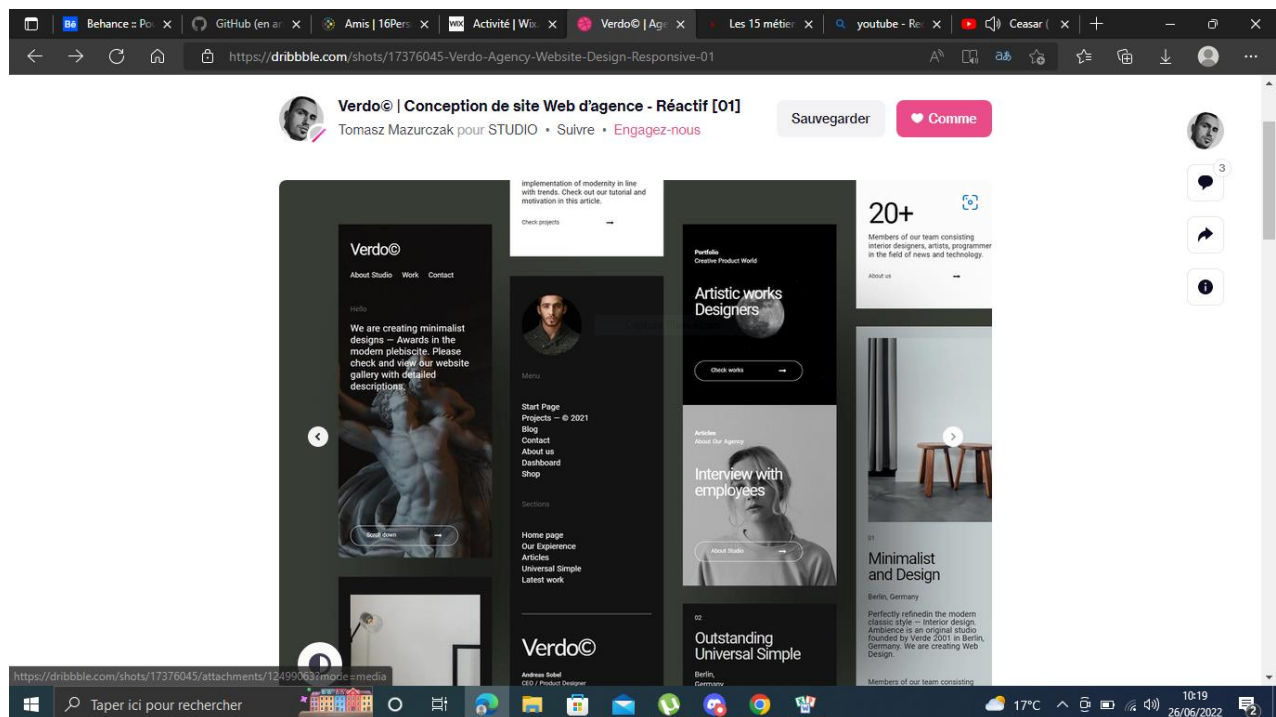 Behance :: Po
GitHub (en ar
Amis | 16Pers
WIX
Activité | Wix
Verdo© | Age
Les 15 metier
youtube - Re
Ceasar (
https://dribbble.com/shots/17376045-Verdo-Agency-Website-Design-Responsive-01
Verdo© | Conception de site Web d’agence - Réactif [01]
Tomasz Mazurczak pour STUDIO • Suivre • Engagez-nous
Sauvegarder
Comme
3
Verdo©
About Studio Work Contact
Hello
We are creating minimalist
designs — Awards in the
modern plebiscite. Please
check and view our website
gallery with detailed
descriptions.
Scroll down
implementation of modernity in line
with trends. Check out our tutorial and
motivation in this article.
Check projects
Menu
Start Page
Projects — © 2021
Blog
Contact
About us
Dashboard
Shop
Sections
Home page
Our Expierence
Articles
Universal Simple
Latest work
Verdo©
Andreas Sobel
CEO / Product Designer
Portfolio
Creative Product World
Artistic works
Designers
Check works
Articles
About Our Agency
Interview with
employees
About Studio
02
Outstanding
Universal Simple
Berlin,
Germany
20+
Members of our team consisting
interior designers, artists, programmer
in the field of news and technology.
About us
01
Minimalist
and Design
Berlin, Germany
Perfectly refinedin the modern
classic style — Interior design.
Ambience is an original studio
founded by Verde 2001 in Berlin,
Germany. We are creating Web
Design.
Members of our team consisting
https://dribbble.com/shots/17376045/attachments/12499063?mode=media
Taper ici pour rechercher
17°C
10:19
26/06/2022
2